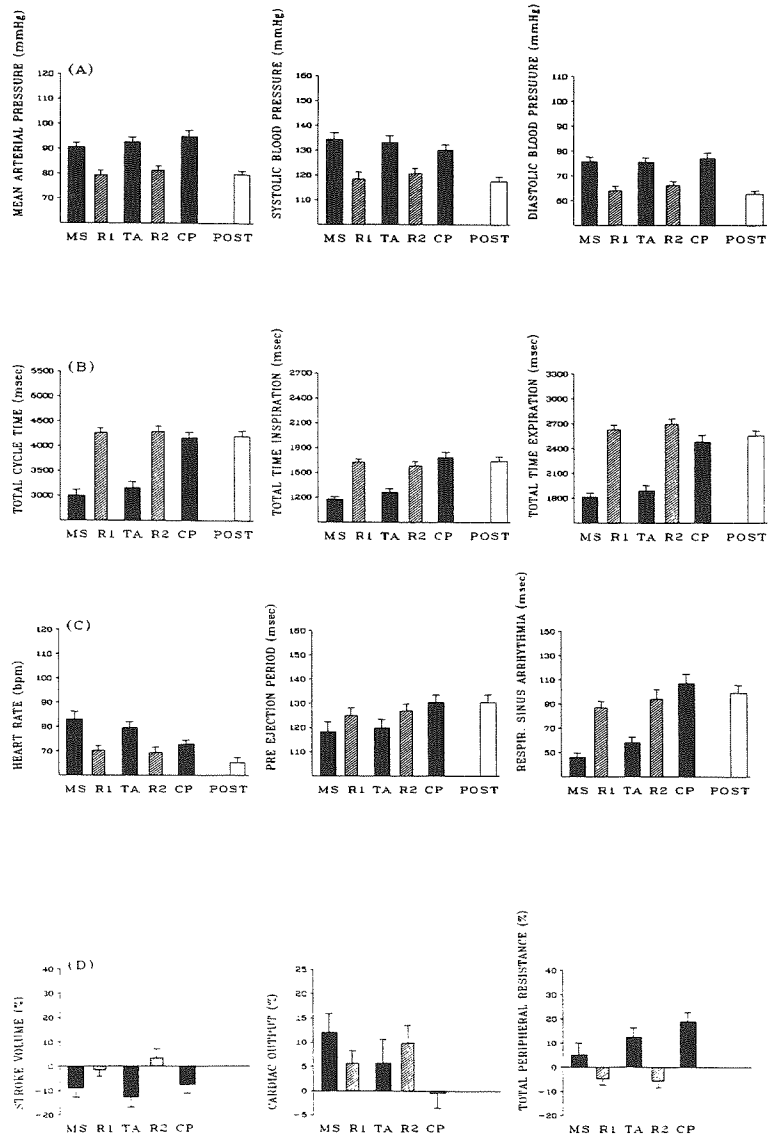 MEAN ARTERIAL PRESSURE (mmHg)
(A)
120
110
100
90
80
70
MS R1 TA R2 CP POST
SYSTOLIC BLOOD PRESSURE (mmHg)
160
150
140
130
120
110
MS R1 TA R2 CP POST
DIASTOLIC BLOOD PRESUURE (mmHg)
110
100
90
80
70
60
MS R1 TA R2 CP POST
TOTAL CYCLE TIME (msec)
(B)
5500
4500
4000
3000
MS R1 TA R2 CP POST
TOTAL TIME INSPIRATION (msec)
2700
2100
1200
MS R1 TA R2 CP POST
TOTAL TIME EXPIRATION (msec)
3300
2700
2400
1800
MS R1 TA R2 CP POST
HEART RATE (bpm)
(C)
120
110
100
90
80
70
MS R1 TA R2 CP POST
PRE EJECTION PERIOD (msec)
160
150
140
130
120
110
MS R1 TA R2 CP POST
RESPIR. SINUS ARRHYTHMIA (msec)
150
130
110
90
70
50
MS R1 TA R2 CP POST
STROKE VOLUME (%)
(D)
40
30
20
10
0
-10
-20
MS R1 TA R2 CP
CARDIAC OUTPUT (%)
25
20
15
10
5
0
-5
MS R1 TA R2 CP
TOTAL PERIPHERAL RESISTANCE (%)
40
30
20
10
0
-10
-20
MS R1 TA R2 CP